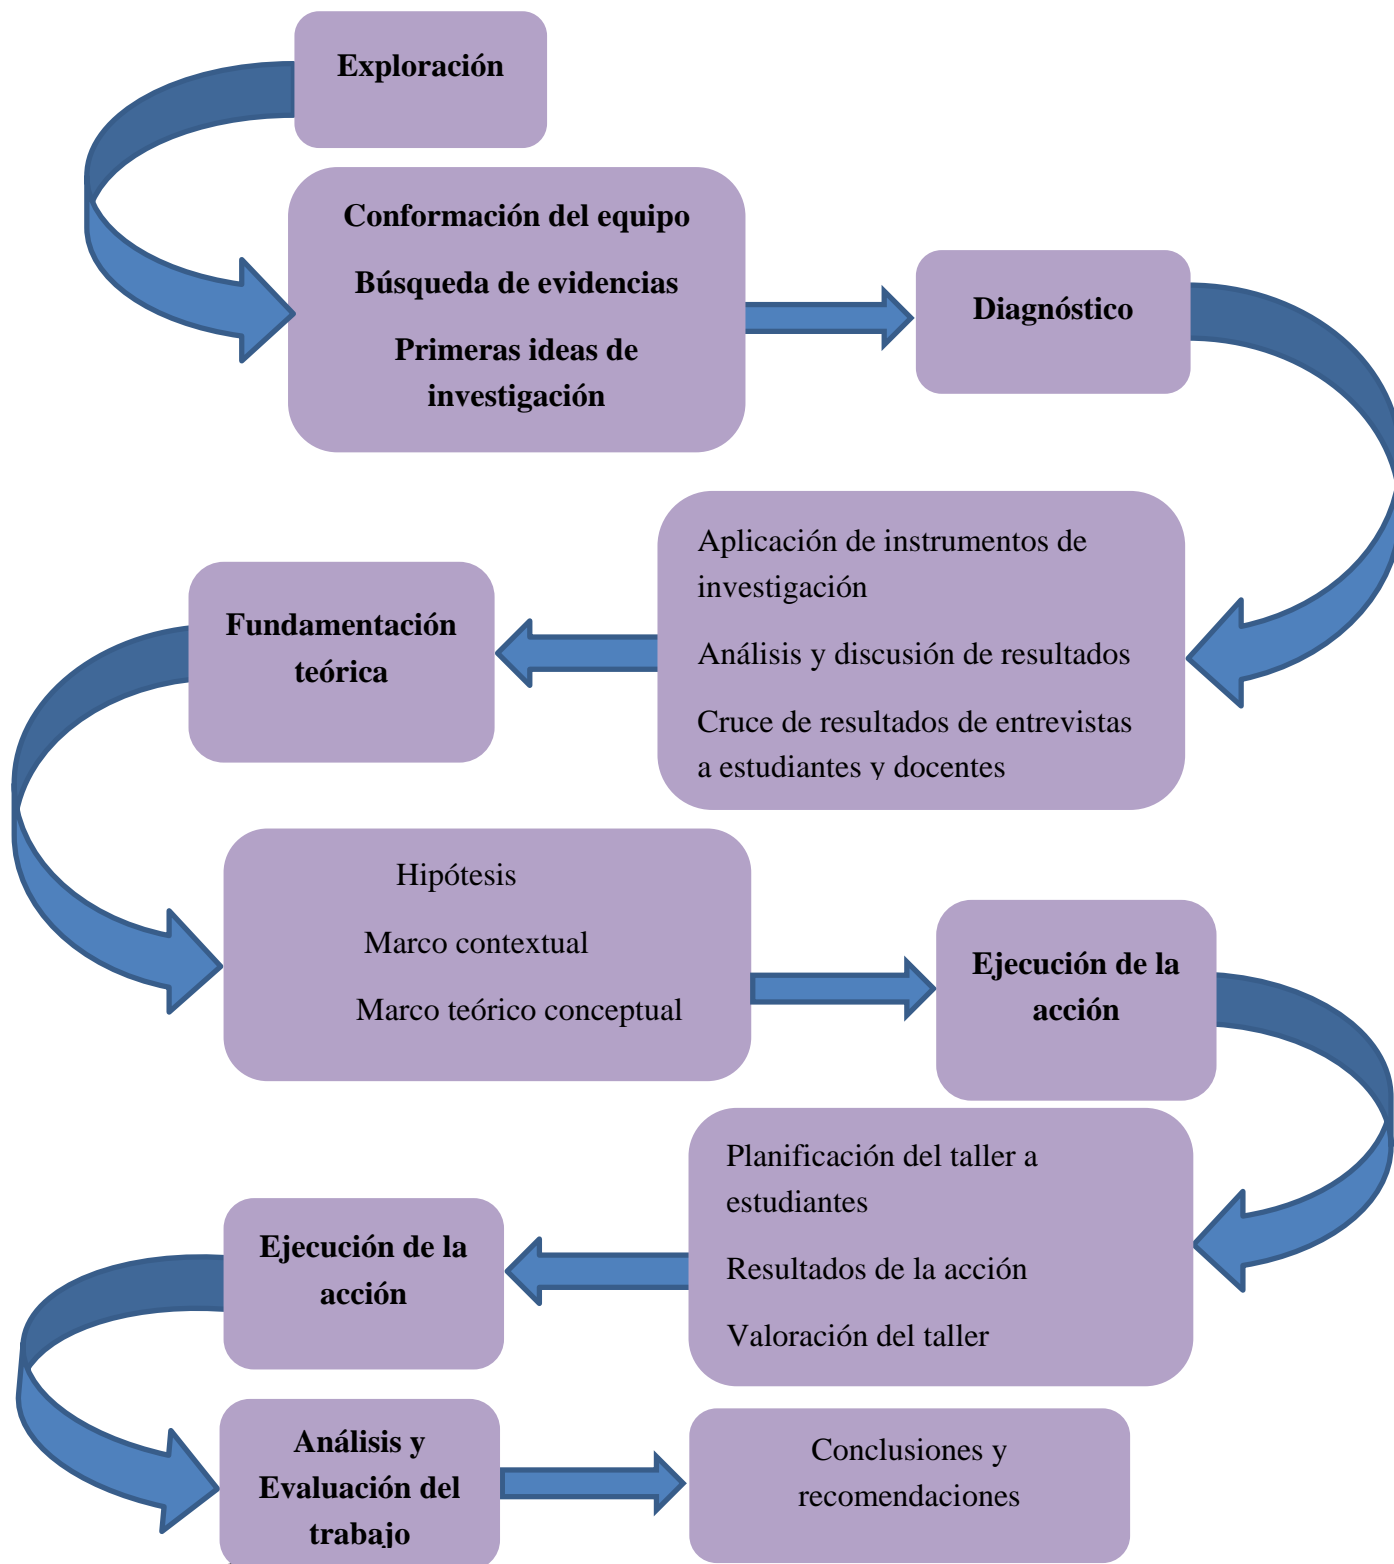 Exploración
Conformación del equipo
Búsqueda de evidencias
Primeras ideas de
investigación
Diagnóstico
Aplicación de instrumentos de
investigación
Análisis y discusión de resultados
Cruce de resultados de entrevistas
a estudiantes y docentes
Fundamentación
teórica
Hipótesis
Marco contextual
Marco teórico conceptual
Ejecución de la
acción
Planificación del taller a
estudiantes
Resultados de la acción
Valoración del taller
Ejecución de la
acción
Análisis y
Evaluación del
trabajo
Conclusiones y
recomendaciones